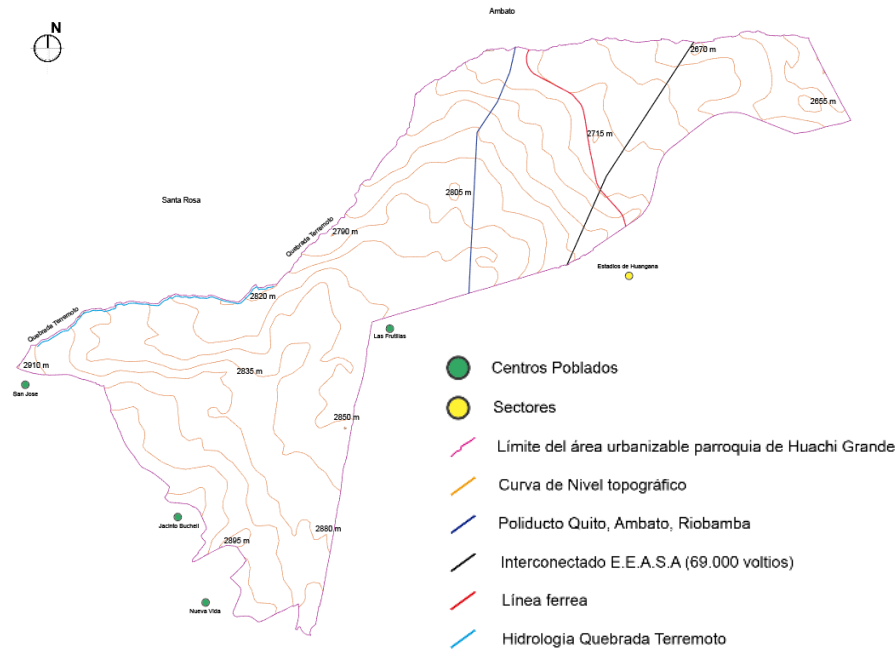 N
Ambato
2670 m
2655 m
2715 m
2805 m
Santa Rosa
Quebrada Terremoto
2790 m
Estadios de Huangana
2820 m
Quebrada Terremoto
Las Frutillas
2910 m
2835 m
San Jose
2850 m
Jacinto Bucheli
2880 m
2895 m
Nueva Vida
Centros Poblados
Sectores
Límite del área urbanizable parroquia de Huachi Grande
Curva de Nivel topográfico
Poliducto Quito, Ambato, Riobamba
Interconectado E.E.A.S.A (69.000 voltios)
Línea ferrea
Hidrologia Quebrada Terremoto